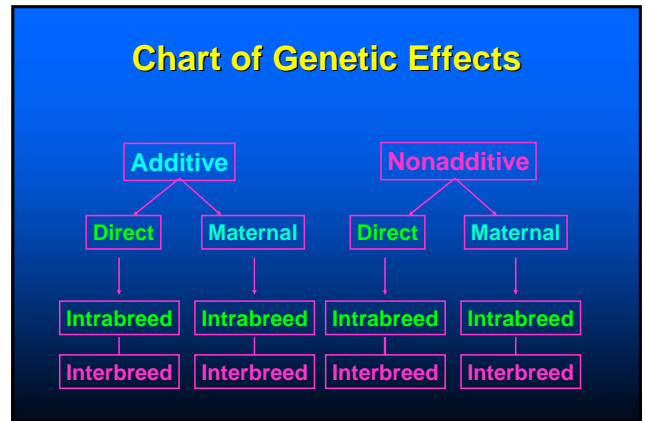 Chart of Genetic Effects
Additive Nonadditive
Direct Maternal Direct Maternal
Intrabreed Intrabreed Intrabreed Intrabreed
Interbreed Interbreed Interbreed Interbreed